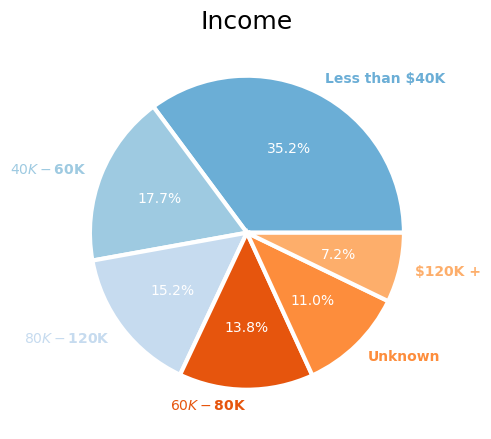 Income
Less than $40K
35.2%
40K − 60K
17.7%
7.2%
$120K +
15.2%
11.0%
13.8%
80K − 120K
Unknown
60K − 80K